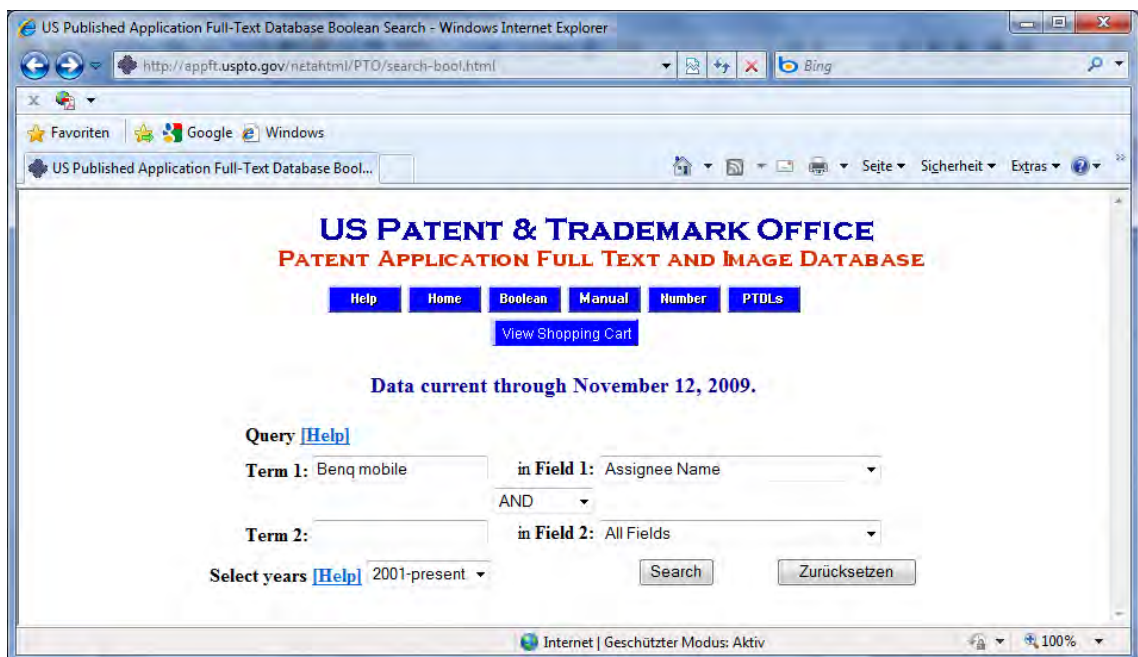 US Published Application Full-Text Database Boolean Search - Windows Internet Explorer
http://appft.uspto.gov/netahtml/PTO/search-bool.html
Bing
x
Favoriten Google Windows
US Published Application Full-Text Database Bool... Seite Sicherheit Extras
US PATENT & TRADEMARK OFFICE
PATENT APPLICATION FULL TEXT AND IMAGE DATABASE
Help Home Boolean Manual Number PTDLs
View Shopping Cart
Data current through November 12, 2009.
Query [Help]
Term 1: Benq mobile in Field 1: Assignee Name
AND
Term 2: in Field 2: All Fields
Select years [Help] 2001-present Search Zurücksetzen
Internet | Geschützter Modus: Aktiv 100%